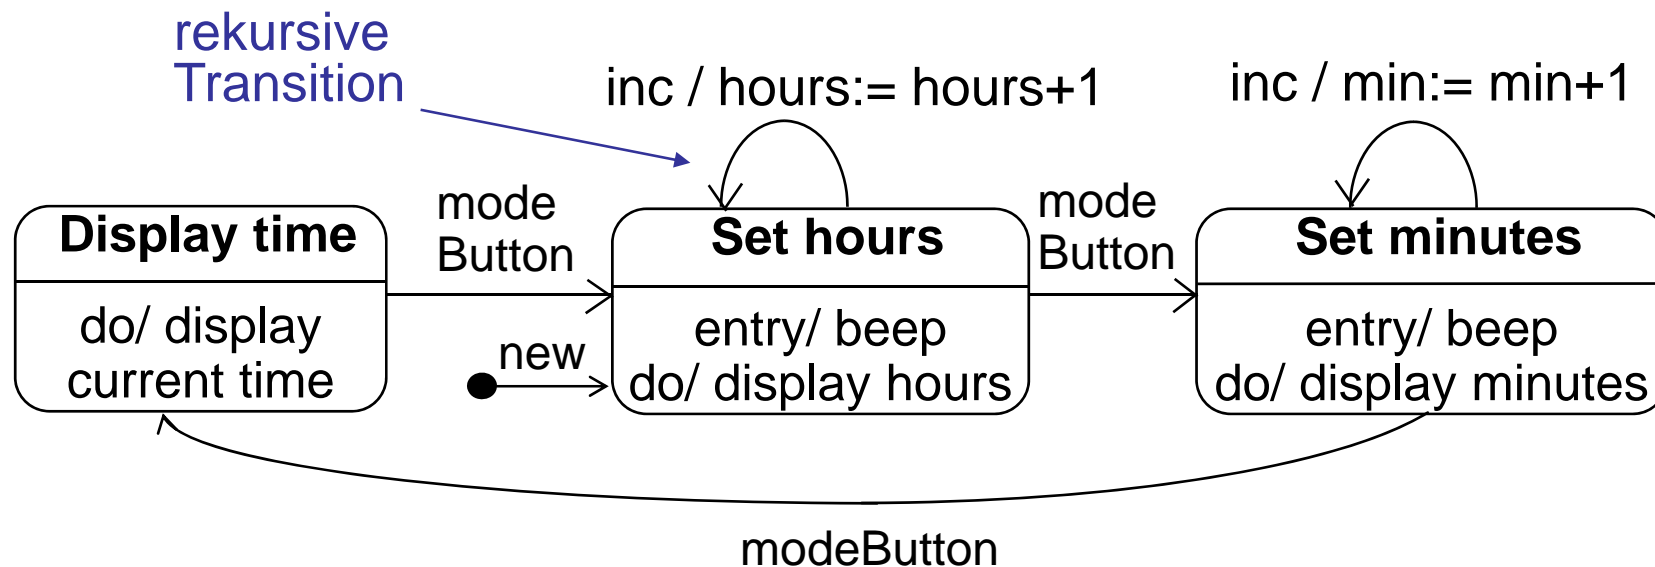 rekursive
Transition
inc / hours:= hours+1
inc / min:= min+1
mode
Button
mode
Button
Display time
do/ display
current time
new
Set hours
entry/ beep
do/ display hours
Set minutes
entry/ beep
do/ display minutes
modeButton